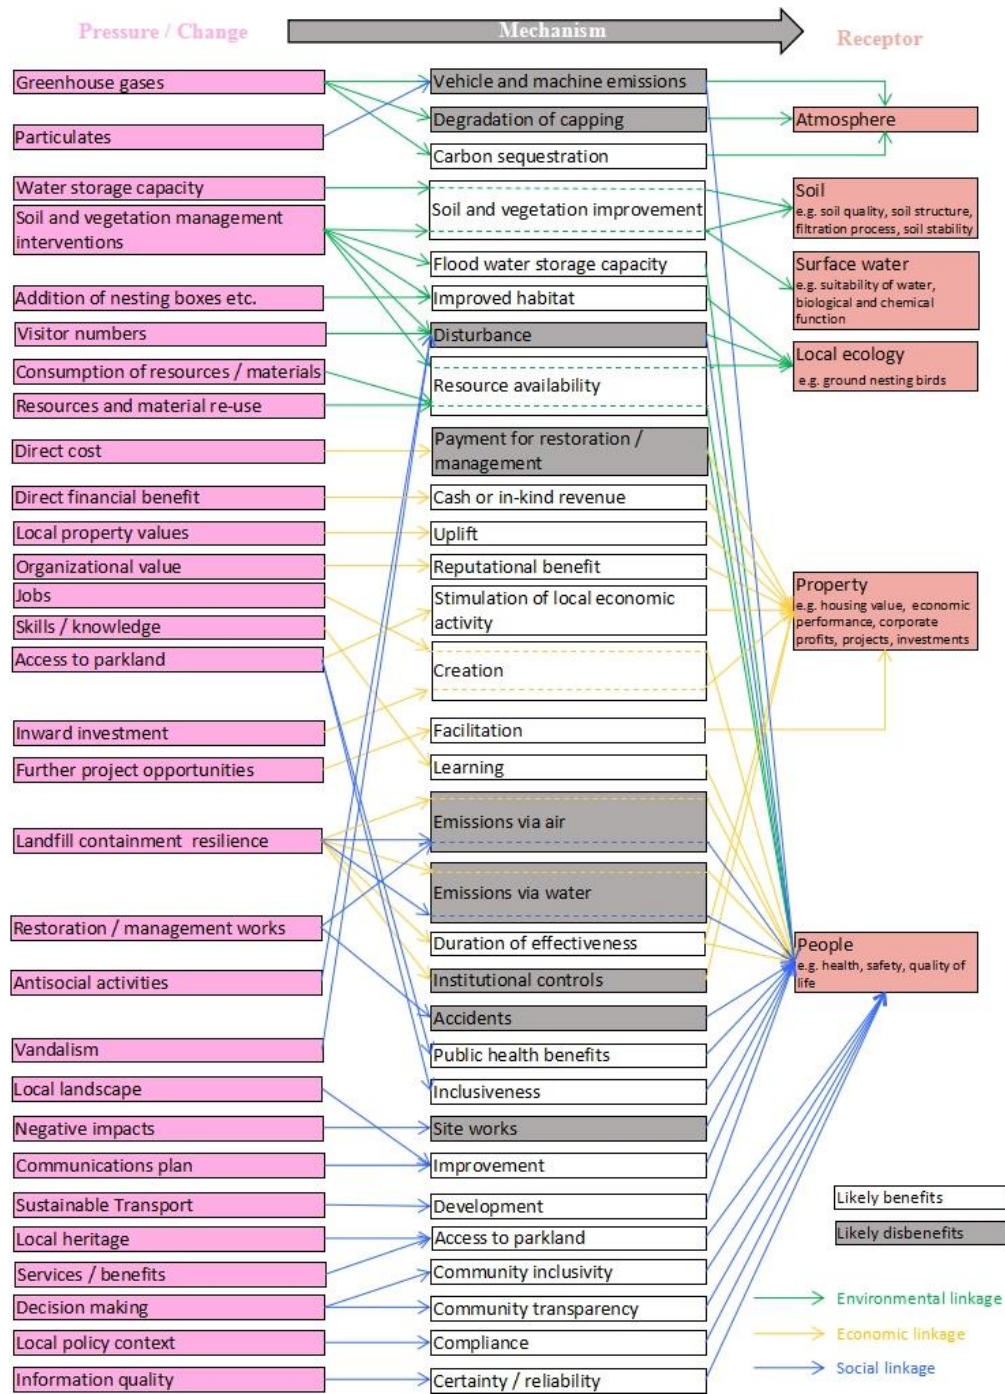 Pressure / Change
Mechanism
Receptor
Greenhouse gases
Particulates
Water storage capacity
Soil and vegetation management
interventions
Addition of nesting boxes etc.
Visitor numbers
Consumption of resources / materials
Resources and material re-use
Direct cost
Direct financial benefit
Local property values
Organizational value
Jobs
Skills / knowledge
Access to parkland
Inward investment
Further project opportunities
Landfill containment resilience
Restoration / management works
Antisocial activities
Vandalism
Local landscape
Negative impacts
Communications plan
Sustainable Transport
Local heritage
Services / benefits
Decision making
Local policy context
Information quality
Vehicle and machine emissions
Degradation of capping
Carbon sequestration
Soil and vegetation improvement
Flood water storage capacity
Improved habitat
Disturbance
Resource availability
Payment for restoration /
management
Cash or in-kind revenue
Uplift
Reputational benefit
Stimulation of local economic
activity
Creation
Facilitation
Learning
Emissions via air
Emissions via water
Duration of effectiveness
Institutional controls
Accidents
Public health benefits
Inclusiveness
Site works
Improvement
Development
Access to parkland
Community inclusivity
Community transparency
Compliance
Certainty / reliability
Atmosphere
Soil
e.g. soil quality, soil structure,
filtration process, soil stability
Surface water
e.g. suitability of water,
biological and chemical
function
Local ecology
e.g. ground nesting birds
Property
e.g. housing value, economic
performance, corporate
profits, projects, investments
People
e.g. health, safety, quality of
life
Likely benefits
Likely disbenefits
Environmental linkage
Economic linkage
Social linkage